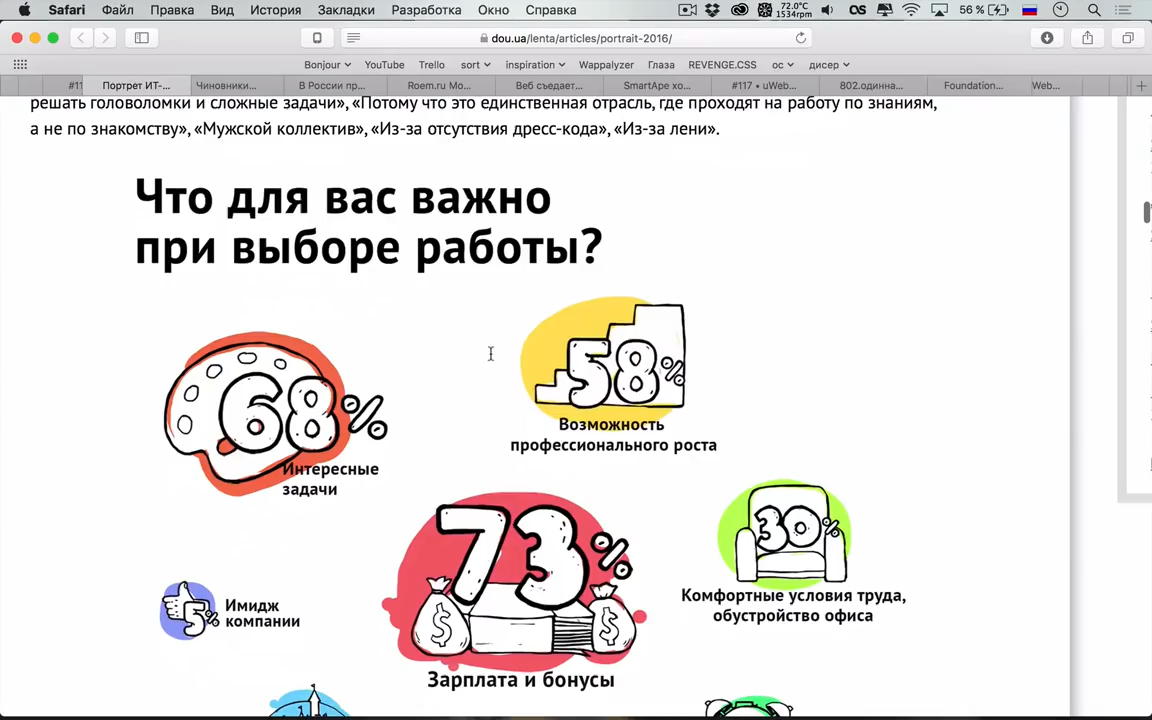 Safari Файл Правка Вид История Закладки Разработка Окно Справка 72.0°C 1534rpm 56 %
dou.ua/lenta/articles/portrait-2016/
Bonjour YouTube Trello sort inspiration Wappalyzer Глаза REVENGE.CSS ос дисер
#11 Портрет ИТ-... Чиновники... В России пр... Roem.ru Мо... Веб съедает... SmartApe хо... #117 • uWeb... 802.одинна... Foundation... Web...
решать головоломки и сложные задачи», «Потому что это единственная отрасль, где проходят на работу по знаниям,
а не по знакомству», «Мужской коллектив», «Из-за отсутствия дресс-кода», «Из-за лени».
Что для вас важно
при выборе работы?
68%
Интересные
задачи
58%
Возможность
профессионального роста
73%
Зарплата и бонусы
30%
Комфортные условия труда,
обустройство офиса
5%
Имидж
компании